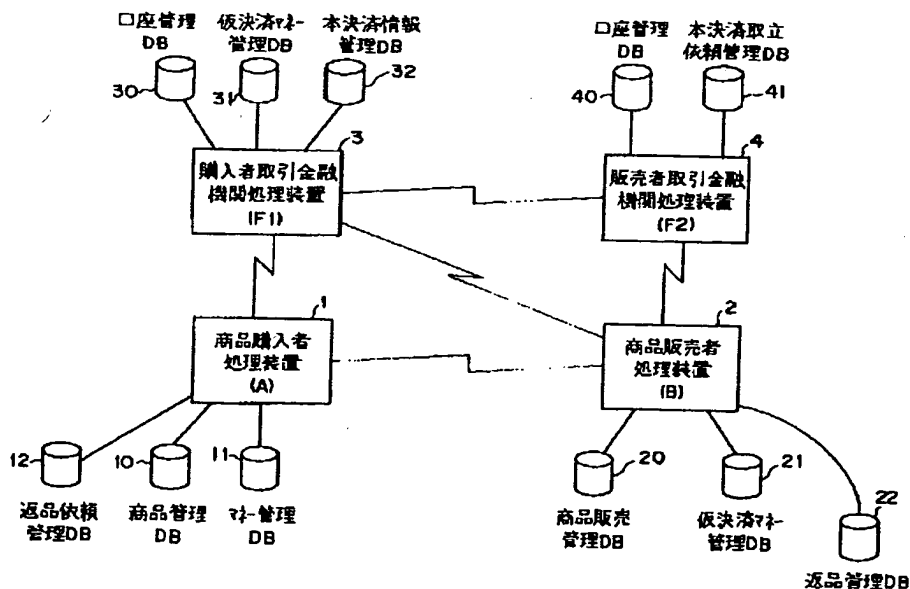 口座管理
DB
仮決済ﾏﾈｰ
管理DB
本決済情報
管理DB
30
31
32
口座管理
DB
本決済取立
依頼管理DB
40
41
3
購入者取引金融
機関処理装置
(F1)
4
販売者取引金融
機関処理装置
(F2)
1
商品購入者
処理装置
(A)
2
商品販売者
処理装置
(B)
12
10
11
返品依頼
管理DB
商品管理
DB
ﾏﾈｰ管理
DB
20
21
22
商品販売
管理DB
仮決済ﾏﾈｰ
管理DB
返品管理DB